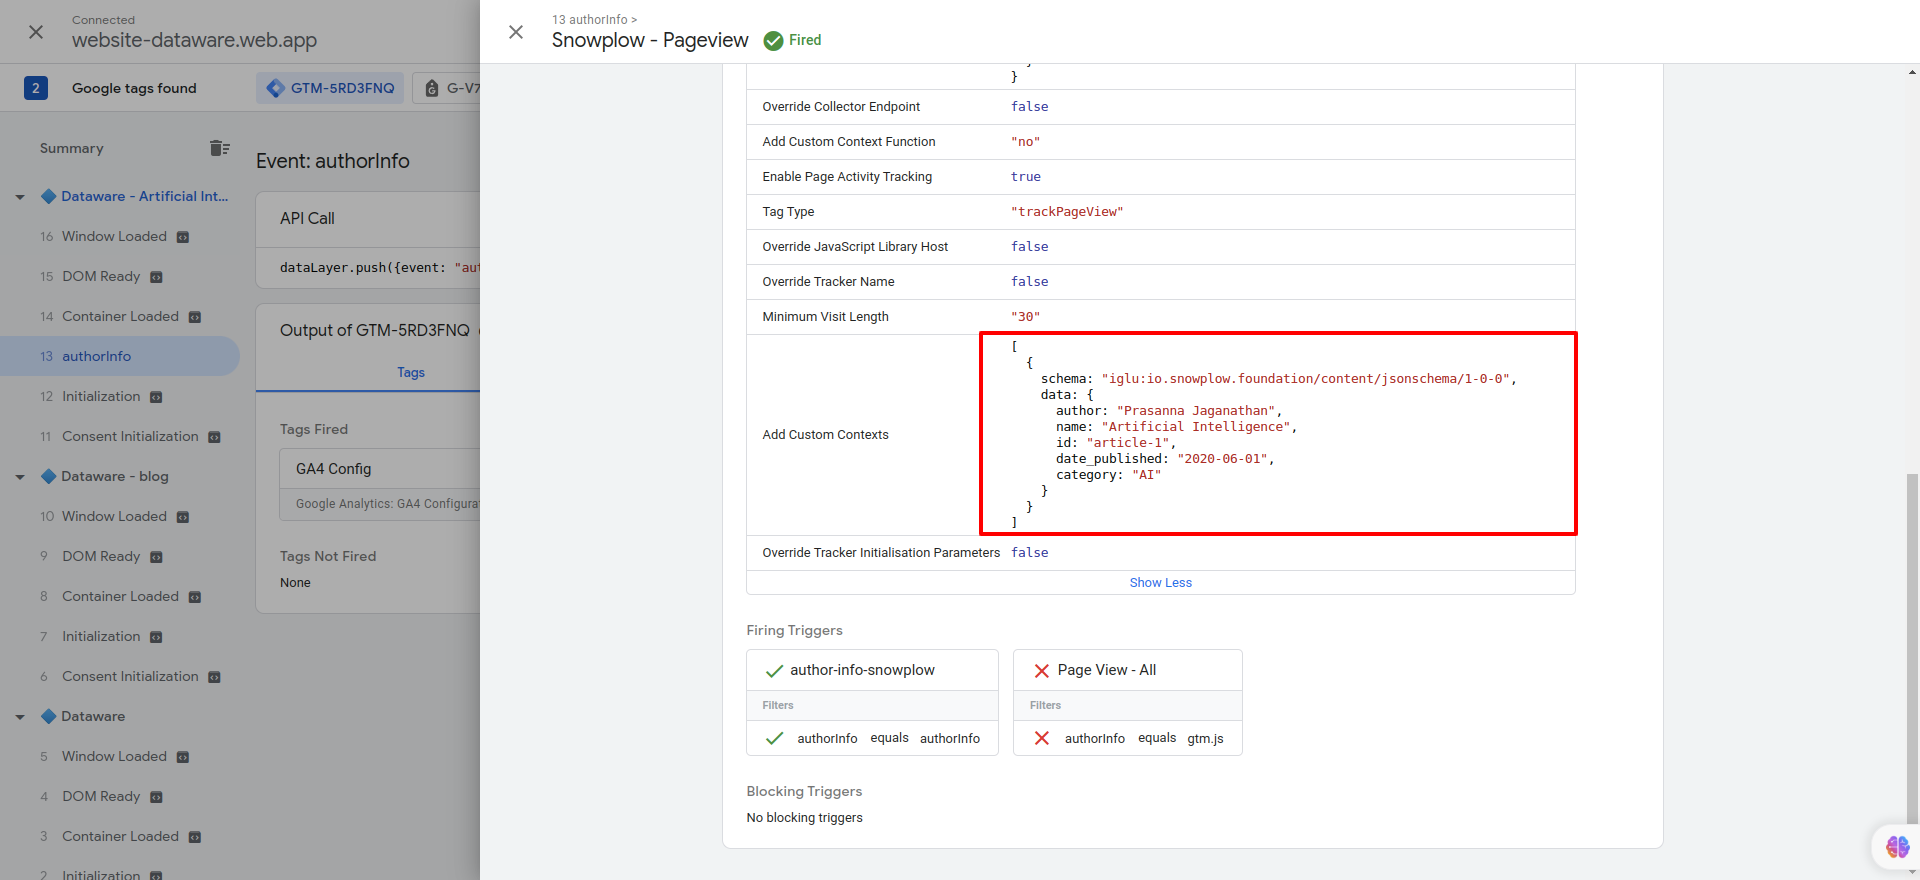 Connected
website-dataware.web.app
2 Google tags found GTM-5RD3FNQ G-V7
Summary
Dataware - Artificial Int...
16 Window Loaded
15 DOM Ready
14 Container Loaded
13 authorInfo
12 Initialization
11 Consent Initialization
Dataware - blog
10 Window Loaded
9 DOM Ready
8 Container Loaded
7 Initialization
6 Consent Initialization
Dataware
5 Window Loaded
4 DOM Ready
3 Container Loaded
2 Initialization
Event: authorInfo
API Call
dataLayer.push({event: "aut
Output of GTM-5RD3FNQ
Tags
Tags Fired
GA4 Config
Google Analytics: GA4 Configurat
Tags Not Fired
None
13 authorInfo >
Snowplow - Pageview Fired
}
}
Override Collector Endpoint false
Add Custom Context Function "no"
Enable Page Activity Tracking true
Tag Type "trackPageView"
Override JavaScript Library Host false
Override Tracker Name false
Minimum Visit Length "30"
Add Custom Contexts
[
{
schema: "iglu:io.snowplow.foundation/content/jsonschema/1-0-0",
data: {
author: "Prasanna Jaganathan",
name: "Artificial Intelligence",
id: "article-1",
date_published: "2020-06-01",
category: "AI"
}
}
]
Override Tracker Initialisation Parameters false
Show Less
Firing Triggers
author-info-snowplow
Filters
authorInfo equals authorInfo
Page View - All
Filters
authorInfo equals gtm.js
Blocking Triggers
No blocking triggers